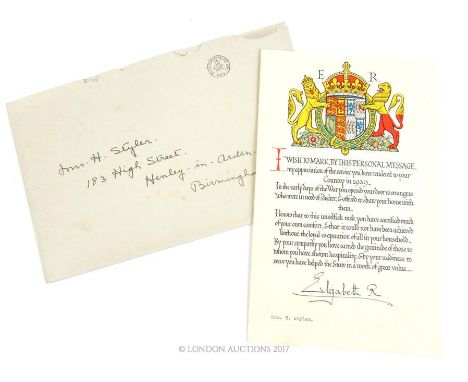 Mrs. H. Styler.
183 High Street.
Henley-in-Arden.
Birmingham
E R
I WISH TO MARK, BY THIS PERSONAL MESSAGE,
my appreciation of the service you have rendered to your
Country in 1939.
In the early days of the War you opened your door to strangers
who were in need of shelter, & offered to share your home with
them.
I know that to this unselfish task you have sacrificed much
of your own comfort, & that it could not have been achieved
without the loyal co-operation of all in your household.
By your sympathy you have earned the gratitude of those to
whom you have shown hospitality, & by your readiness to
serve you have helped the State in a work of great value.
Elizabeth R
Mrs. H. Styler.
© LONDON AUCTIONS 2017